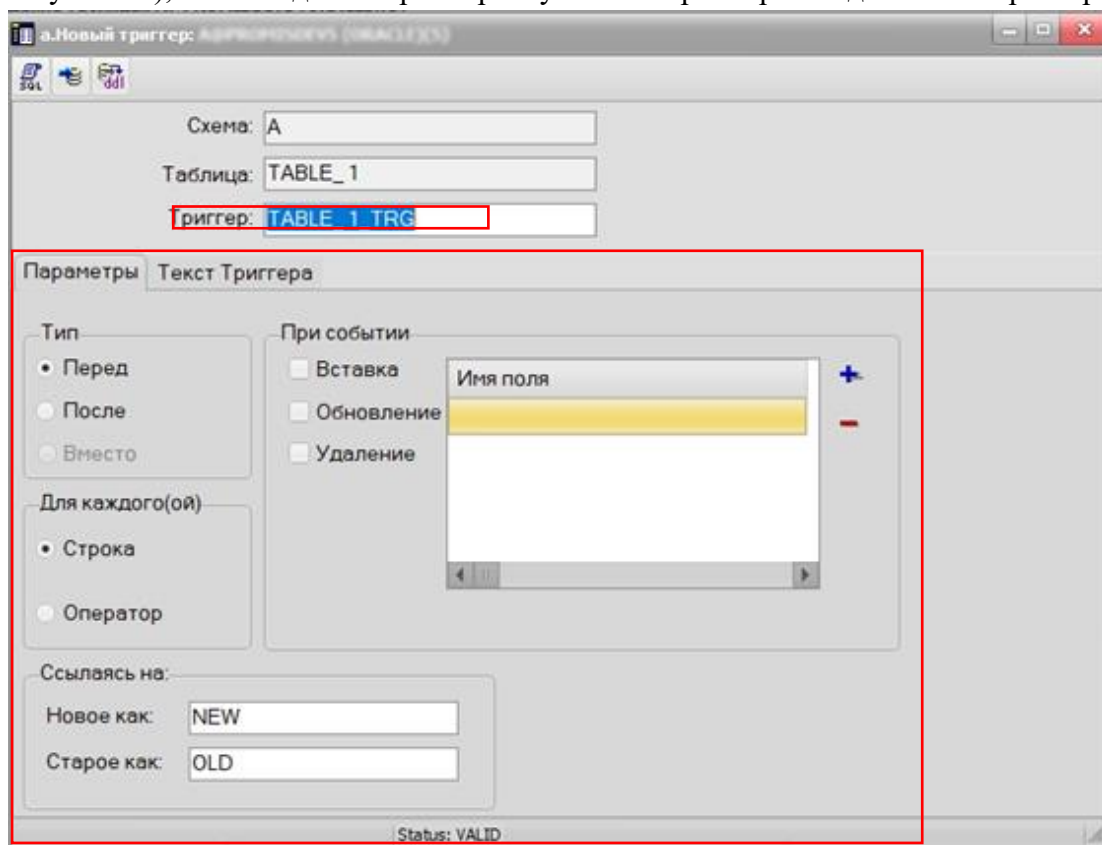 а.Новый триггер:
SQL ddl
Схема: A
Таблица: TABLE_1
Триггер: TABLE_1_TRG
Параметры Текст Триггера
Тип При событии
Перед Вставка Имя поля
После Обновление
Вместо Удаление
Для каждого(ой)
Строка
Оператор
Ссылаясь на:
Новое как: NEW
Старое как: OLD
Status: VALID